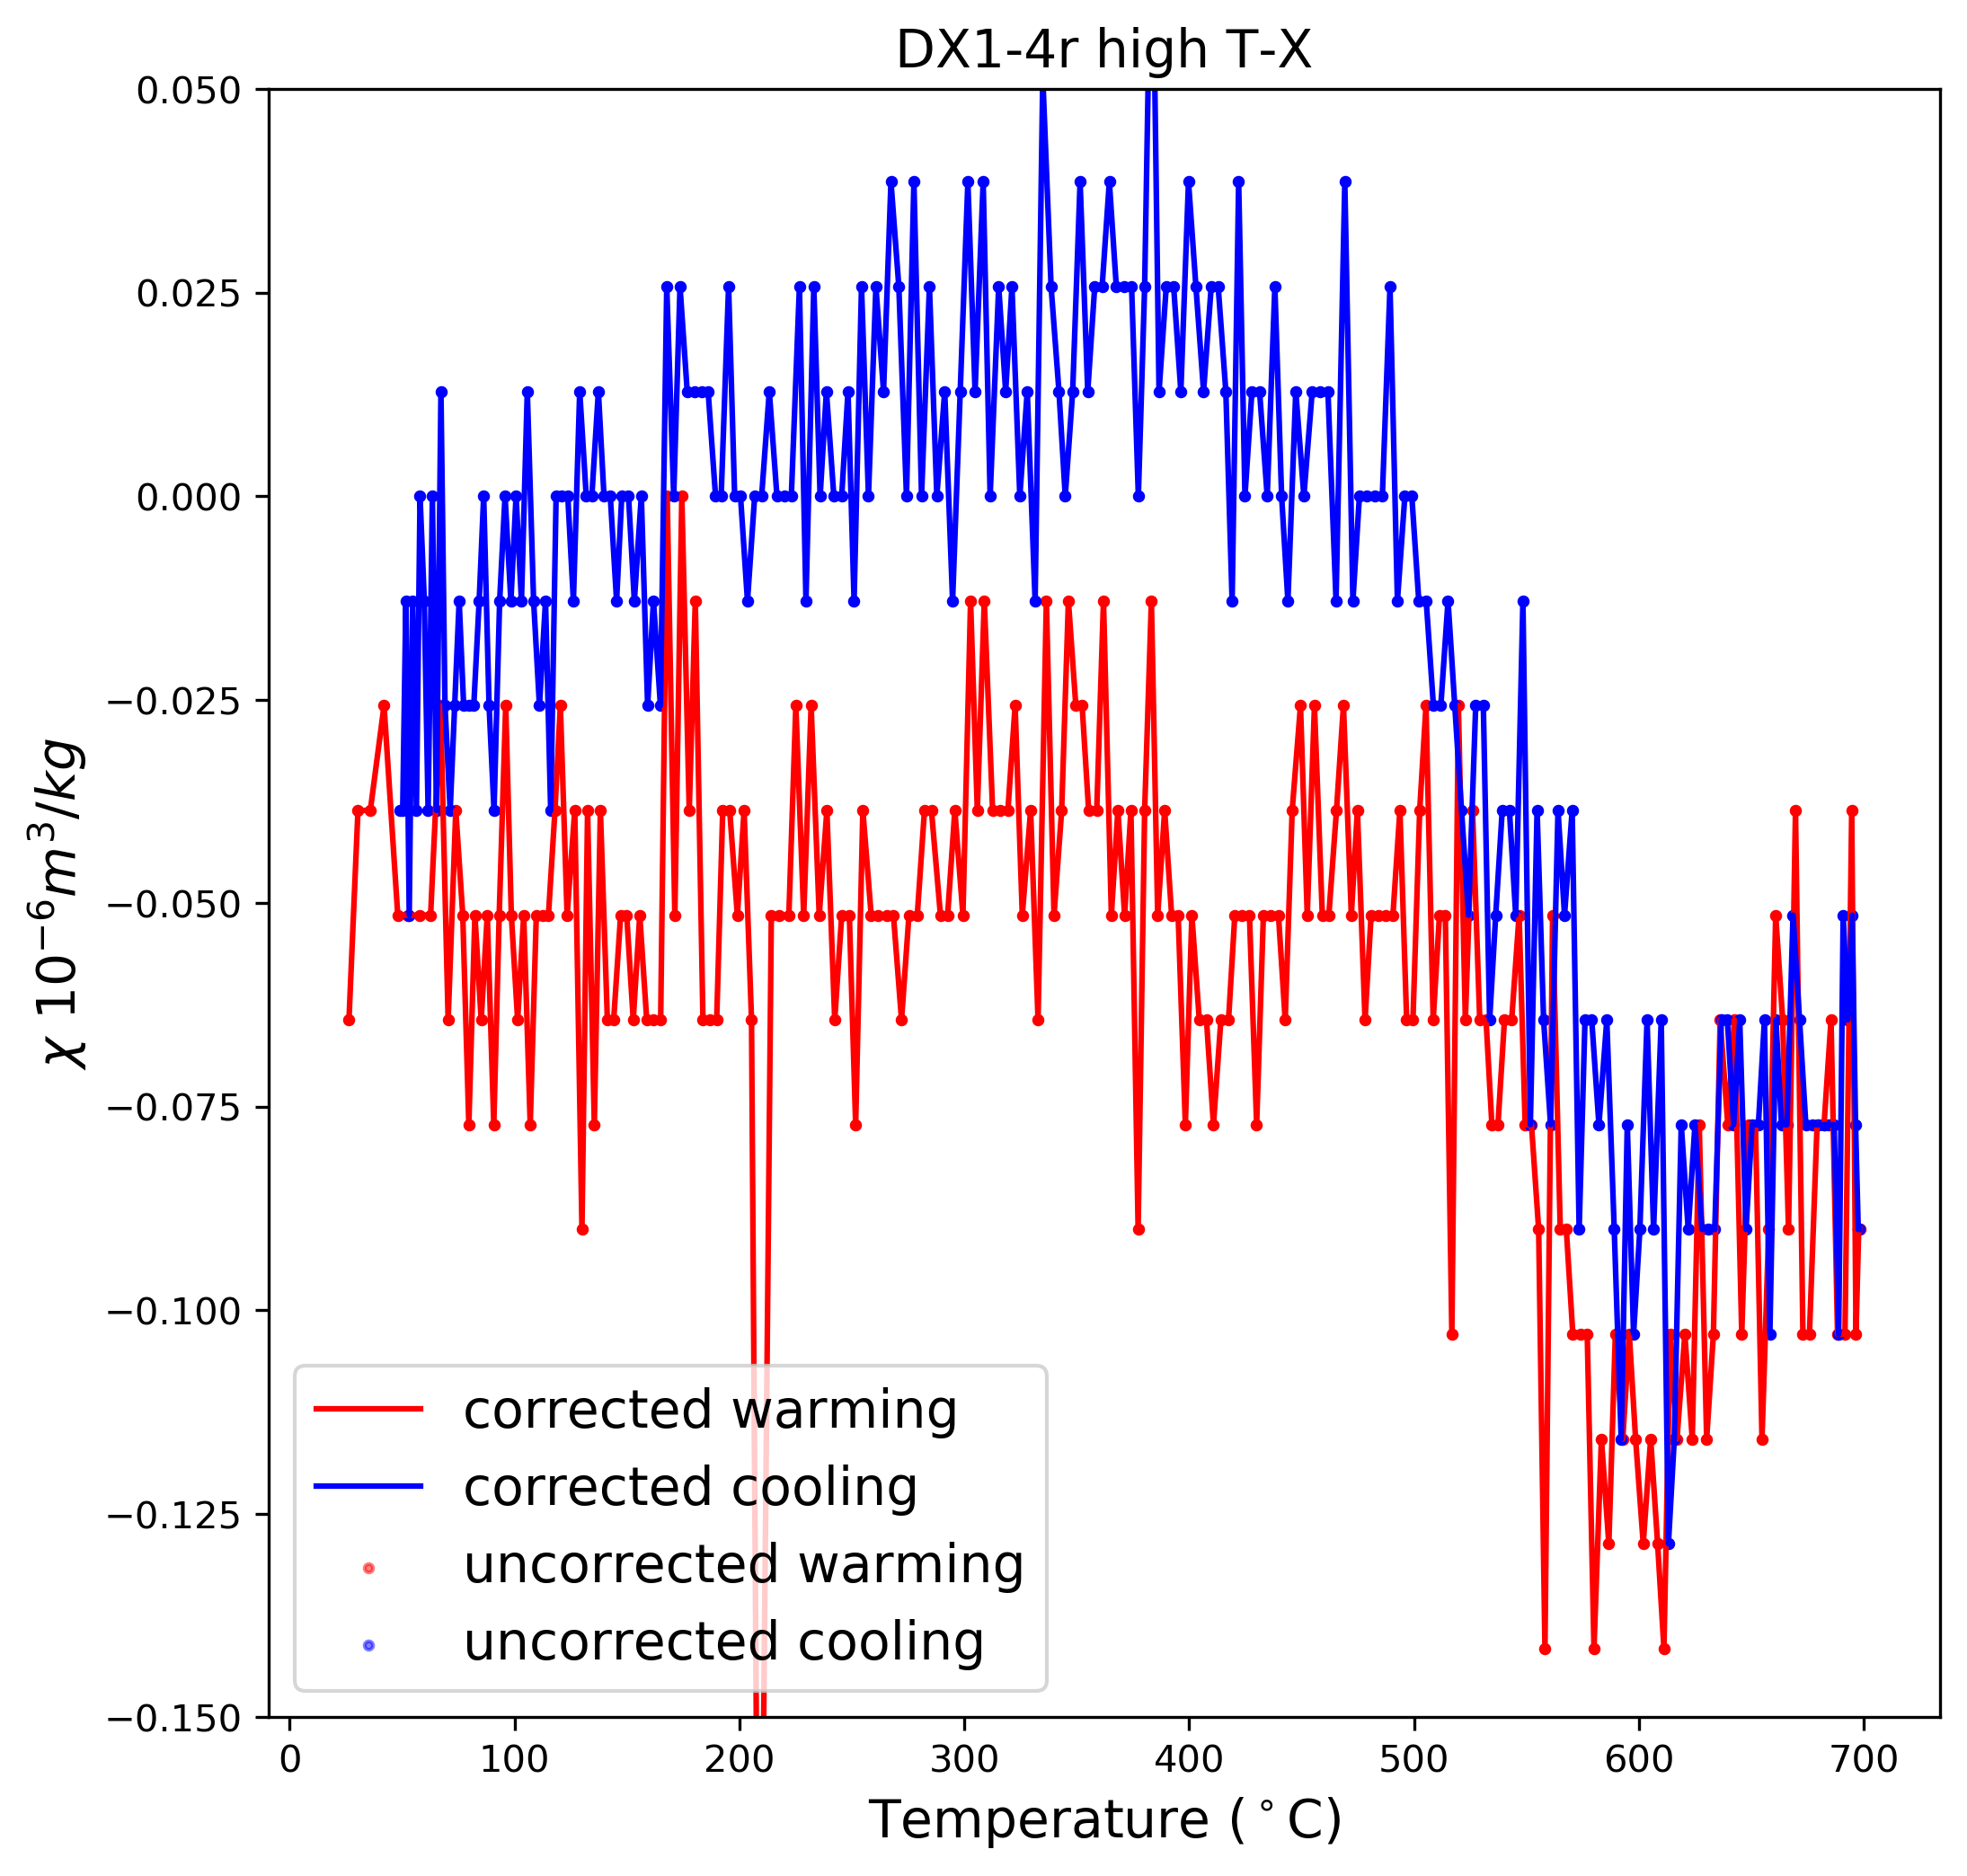 DX1-4r high T-X
0.050
0.025
0.000
−0.025
−0.050
−0.075
−0.100
−0.125
−0.150
χ 10⁻⁶m³/kg
corrected warming
corrected cooling
uncorrected warming
uncorrected cooling
0 100 200 300 400 500 600 700
Temperature (°C)